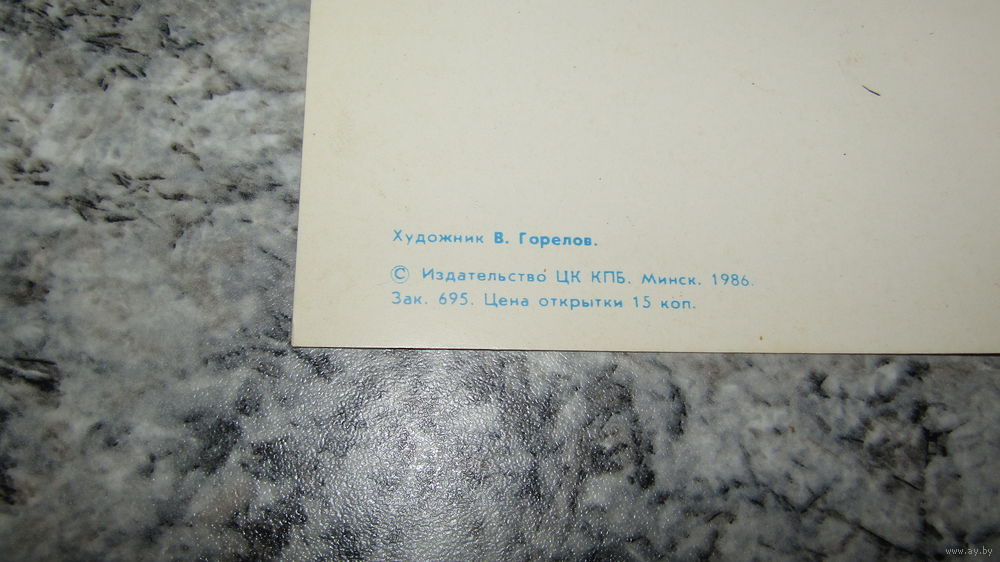 Художник В. Горелов.
© Издательство ЦК КПБ. Минск. 1986.
Зак. 695. Цена открытки 15 коп.
www.ay.by